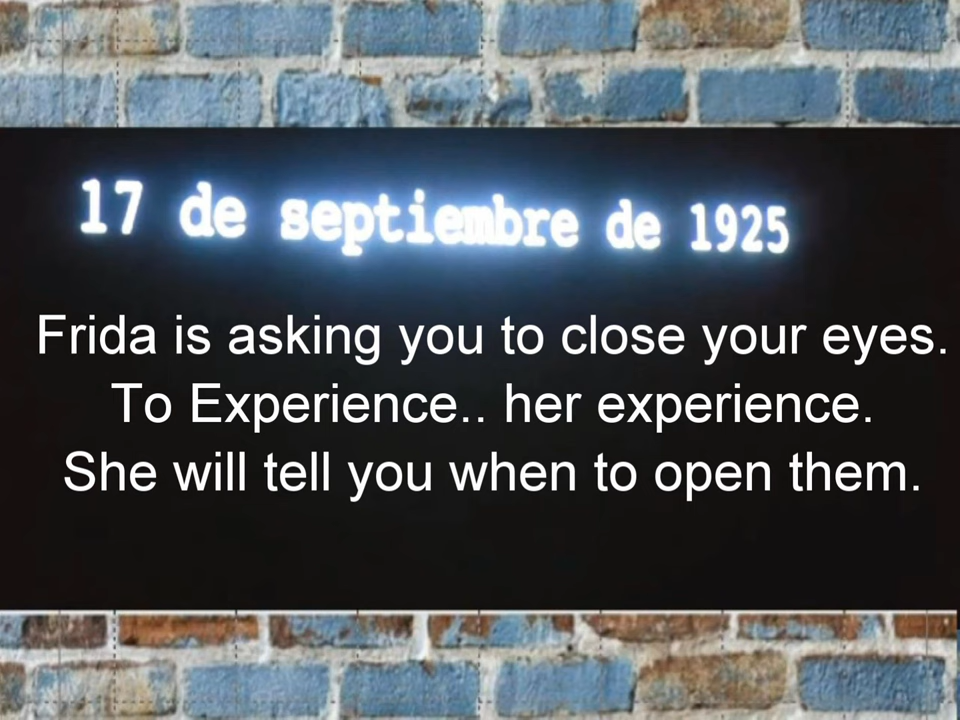 17 de septiembre de 1925
Frida is asking you to close your eyes.
To Experience.. her experience.
She will tell you when to open them.